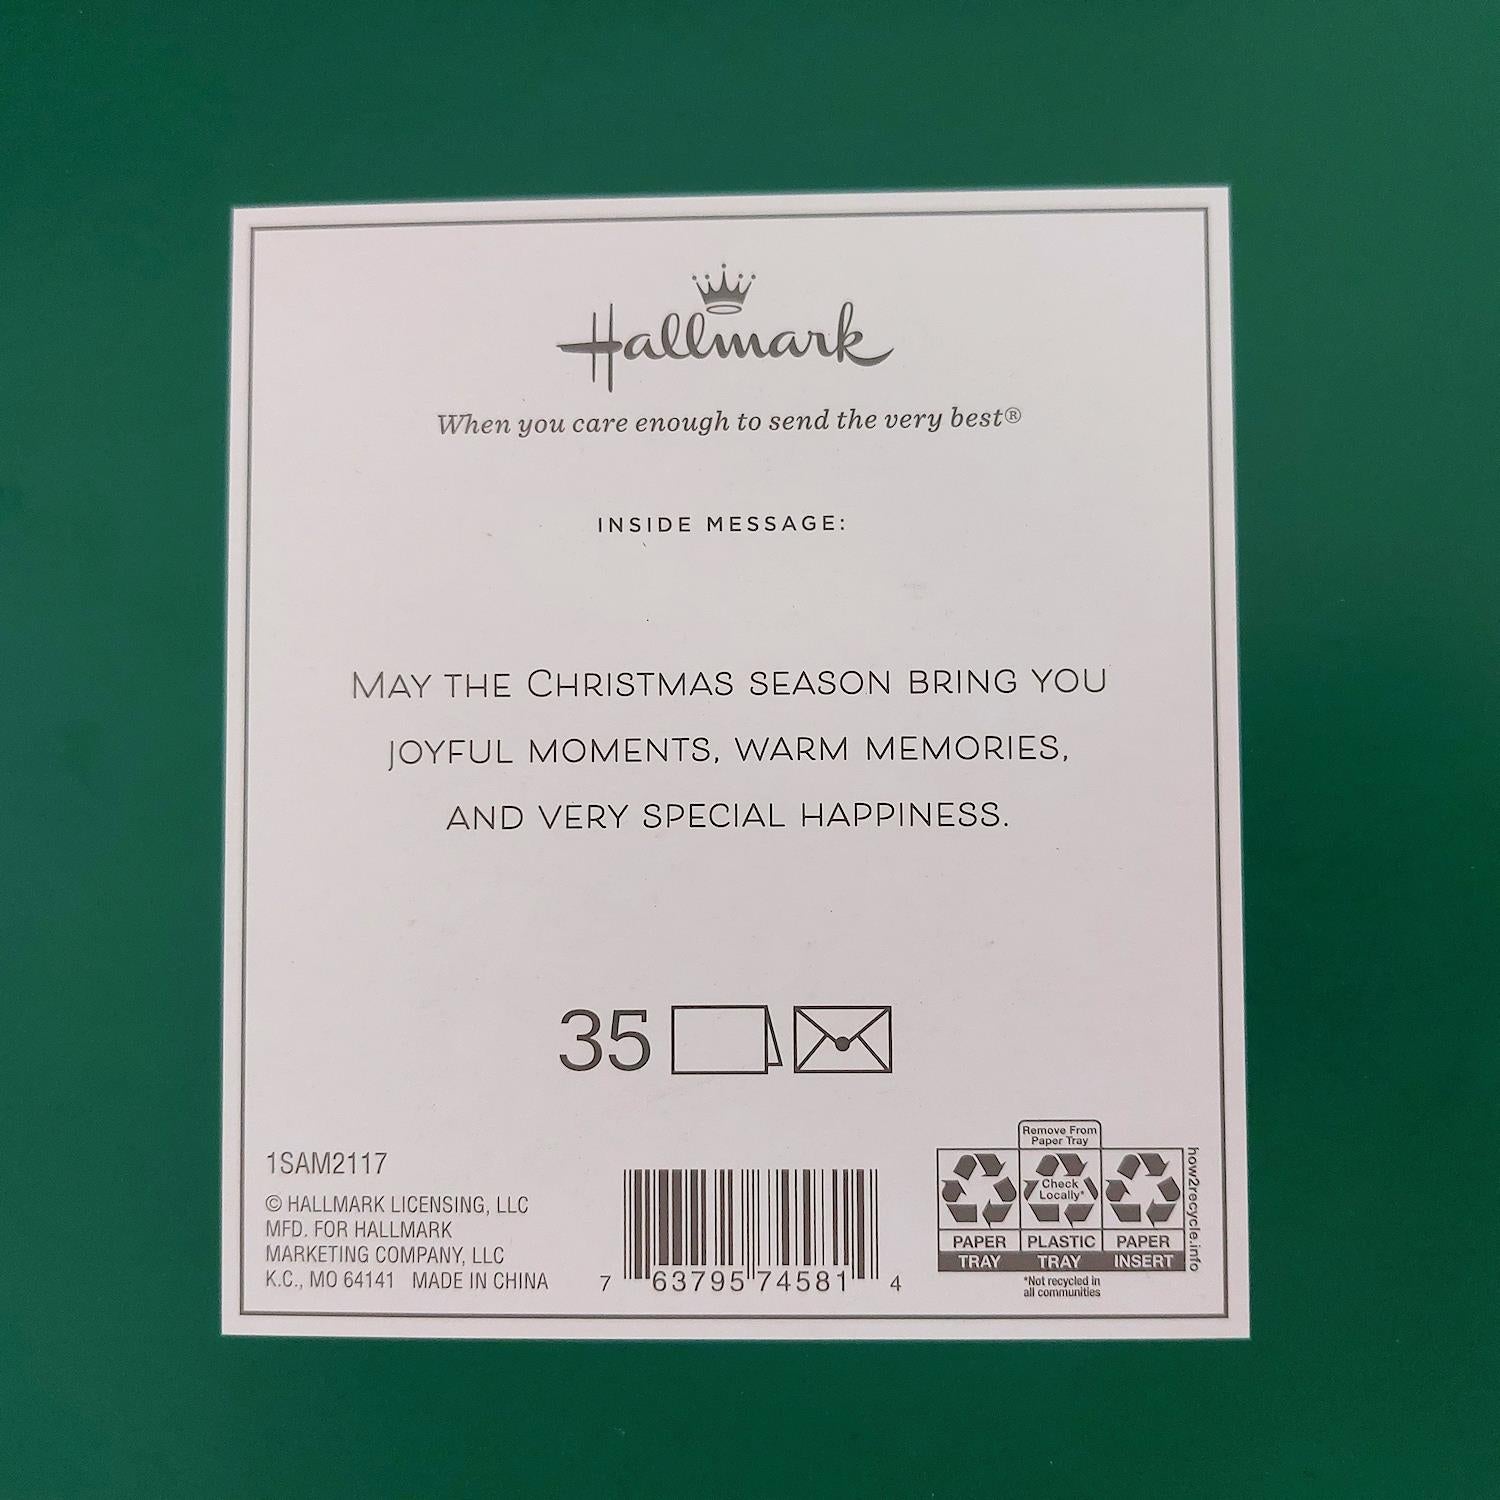 Hallmark
When you care enough to send the very best®
INSIDE MESSAGE:
MAY THE CHRISTMAS SEASON BRING YOU
JOYFUL MOMENTS, WARM MEMORIES,
AND VERY SPECIAL HAPPINESS.
35
1SAM2117
© HALLMARK LICENSING, LLC
MFD. FOR HALLMARK
MARKETING COMPANY, LLC
K.C., MO 64141 MADE IN CHINA
7 63795 74581 4
Remove From
Paper Tray
Check
Locally*
PAPER
TRAY
PLASTIC
TRAY
PAPER
INSERT
*Not recycled in
all communities
how2recycle.info